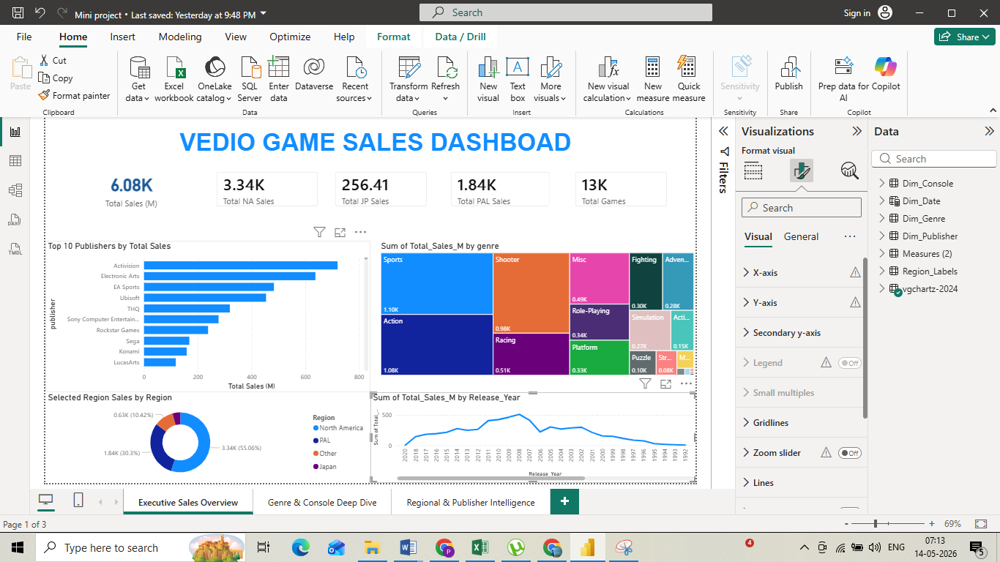 Mini project • Last saved: Yesterday at 9:48 PM
Search
Sign in
File Home Insert Modeling View Optimize Help Format Data / Drill
Share
Paste
Cut
Copy
Format painter
Clipboard
Get data
Excel workbook
OneLake catalog
SQL Server
Enter data
Dataverse
Recent sources
Data
Transform data
Refresh
Queries
New visual
Text box
More visuals
Insert
New visual calculation
New measure
Quick measure
Calculations
Sensitivity
Sensitivity
Publish
Share
Prep data for AI
Copilot
Copilot
VEDIO GAME SALES DASHBOAD
6.08K
Total Sales (M)
3.34K
Total NA Sales
256.41
Total JP Sales
1.84K
Total PAL Sales
13K
Total Games
Top 10 Publishers by Total Sales
publisher
Activision
Electronic Arts
EA Sports
Ubisoft
THQ
Sony Computer Entertain...
Rockstar Games
Sega
Konami
LucasArts
0 200 400 600 800
Total Sales (M)
Sum of Total_Sales_M by genre
Sports
1.10K
Action
1.08K
Shooter
0.98K
Racing
0.51K
Misc
0.49K
Role-Playing
0.34K
Platform
0.33K
Fighting
0.30K
Adven...
0.28K
Simulation
0.27K
Acti...
0.15K
Puzzle
0.10K
Str...
0.08K
M...
Selected Region Sales by Region
0.63K (10.42%)
1.84K (30.3%)
3.34K (55.06%)
Region
North America
PAL
Other
Japan
Sum of Total_Sales_M by Release_Year
Sum of Total_...
500
0
2020 2018 2017 2016 2015 2014 2013 2012 2011 2010 2009 2008 2007 2006 2005 2004 2003 2002 2001 2000 1999 1998 1997 1996 1995 1994 1993 1992
Release_Year
Filters
Visualizations
Format visual
Search
Visual General
X-axis
Y-axis
Secondary y-axis
Legend Off
Small multiples
Gridlines
Zoom slider Off
Lines
Data
Search
Dim_Console
Dim_Date
Dim_Genre
Dim_Publisher
Measures (2)
Region_Labels
vgchartz-2024
Executive Sales Overview
Genre & Console Deep Dive
Regional & Publisher Intelligence
Page 1 of 3
69%
Type here to search
4
ENG
07:13
14-05-2026
5